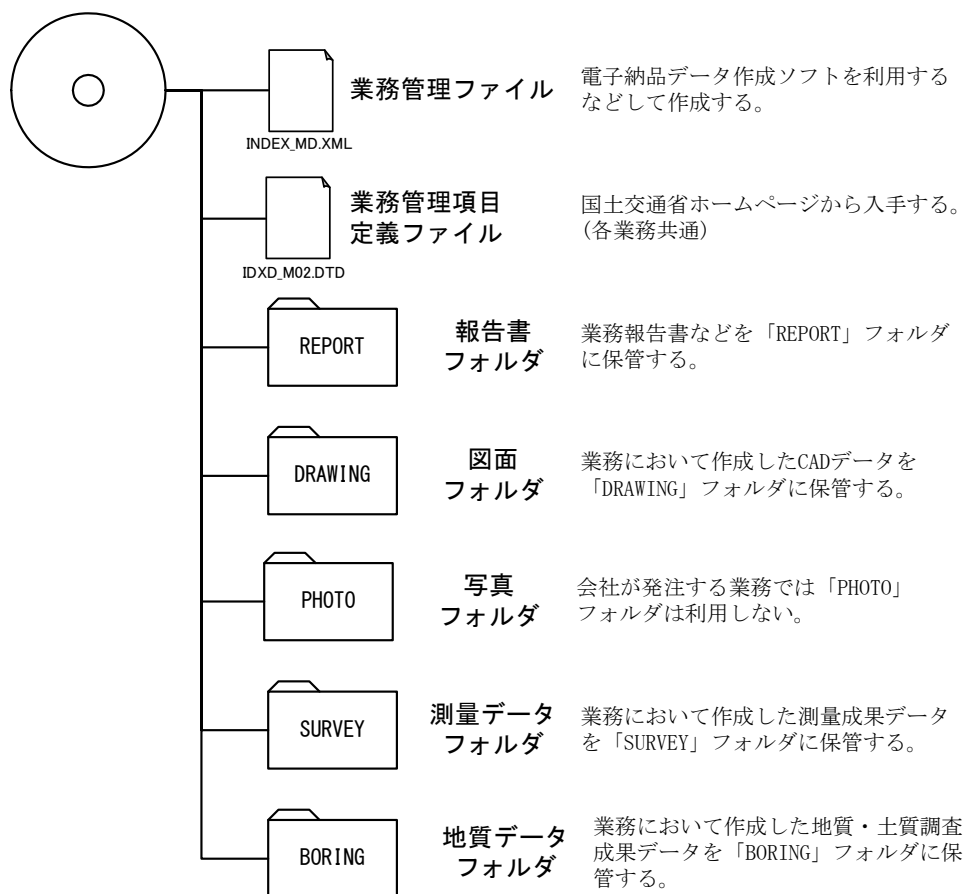 業務管理ファイル
電子納品データ作成ソフトを利用する
などして作成する。
INDEX_MD.XML
業務管理項目
定義ファイル
国土交通省ホームページから入手する。
(各業務共通)
IDXD_M02.DTD
REPORT
報告書
フォルダ
業務報告書などを「REPORT」フォルダ
に保管する。
DRAWING
図面
フォルダ
業務において作成したCADデータを
「DRAWING」フォルダに保管する。
PHOTO
写真
フォルダ
会社が発注する業務では「PHOTO」
フォルダは利用しない。
SURVEY
測量データ
フォルダ
業務において作成した測量成果データ
を「SURVEY」フォルダに保管する。
BORING
地質データ
フォルダ
業務において作成した地質・土質調査
成果データを「BORING」フォルダに保
管する。